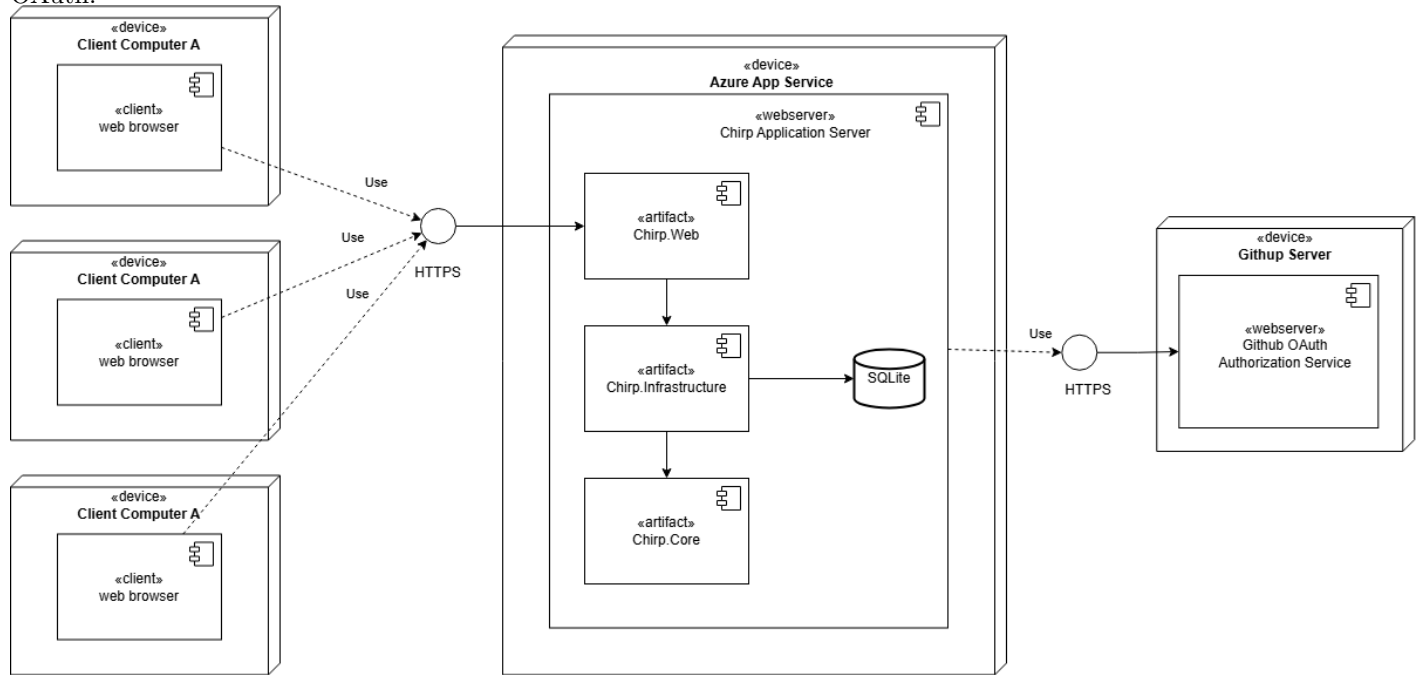 OAuth.
«device»
Client Computer A
«client»
web browser
«device»
Client Computer A
«client»
web browser
«device»
Client Computer A
«client»
web browser
Use
Use
Use
HTTPS
«device»
Azure App Service
«webserver»
Chirp Application Server
«artifact»
Chirp.Web
«artifact»
Chirp.Infrastructure
SQLite
«artifact»
Chirp.Core
Use
HTTPS
«device»
Githup Server
«webserver»
Github OAuth
Authorization Service